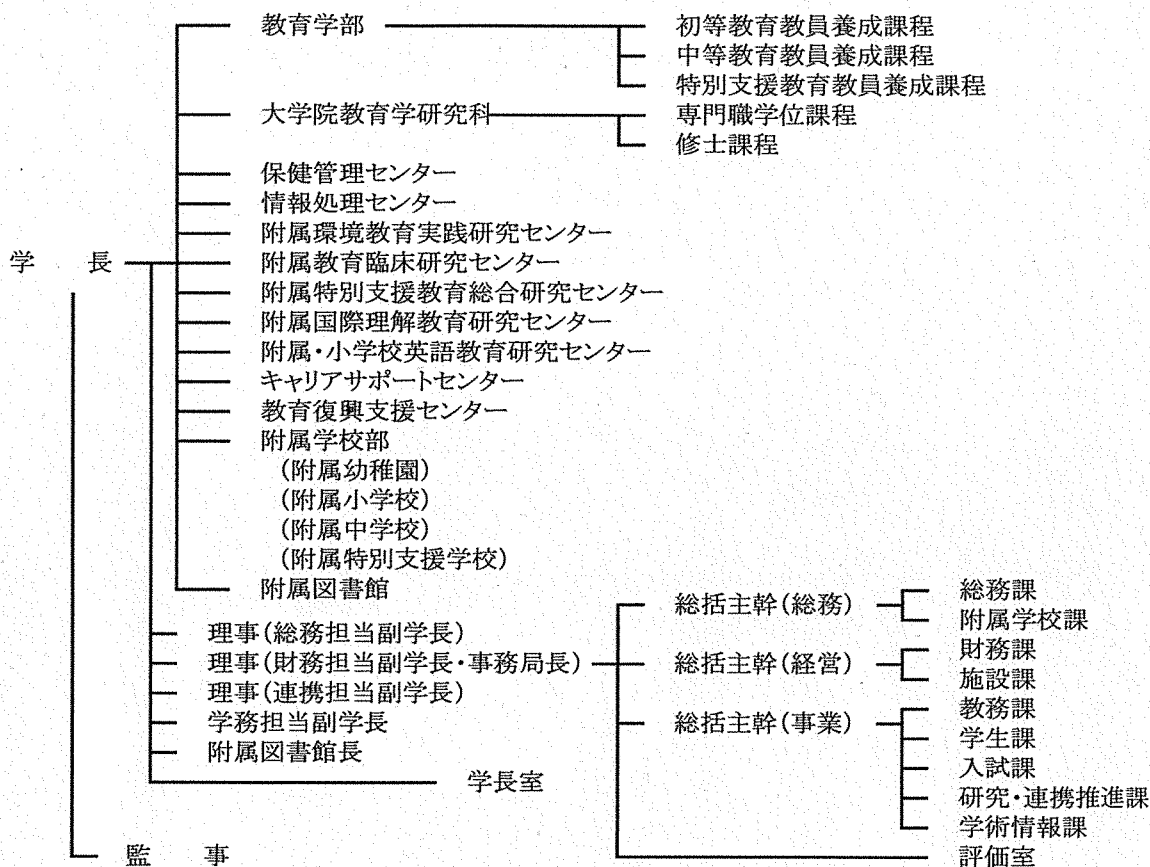 教育学部
初等教育教員養成課程
中等教育教員養成課程
特別支援教育教員養成課程
大学院教育学研究科
専門職学位課程
修士課程
保健管理センター
情報処理センター
附属環境教育実践研究センター
学　長
附属教育臨床研究センター
附属特別支援教育総合研究センター
附属国際理解教育研究センター
附属・小学校英語教育研究センター
キャリアサポートセンター
教育復興支援センター
附属学校部
(附属幼稚園)
(附属小学校)
(附属中学校)
(附属特別支援学校)
附属図書館
理事(総務担当副学長)
理事(財務担当副学長・事務局長)
理事(連携担当副学長)
学務担当副学長
附属図書館長
学長室
総括主幹(総務)
総務課
附属学校課
総括主幹(経営)
財務課
施設課
総括主幹(事業)
教務課
学生課
入試課
研究・連携推進課
学術情報課
評価室
監　事